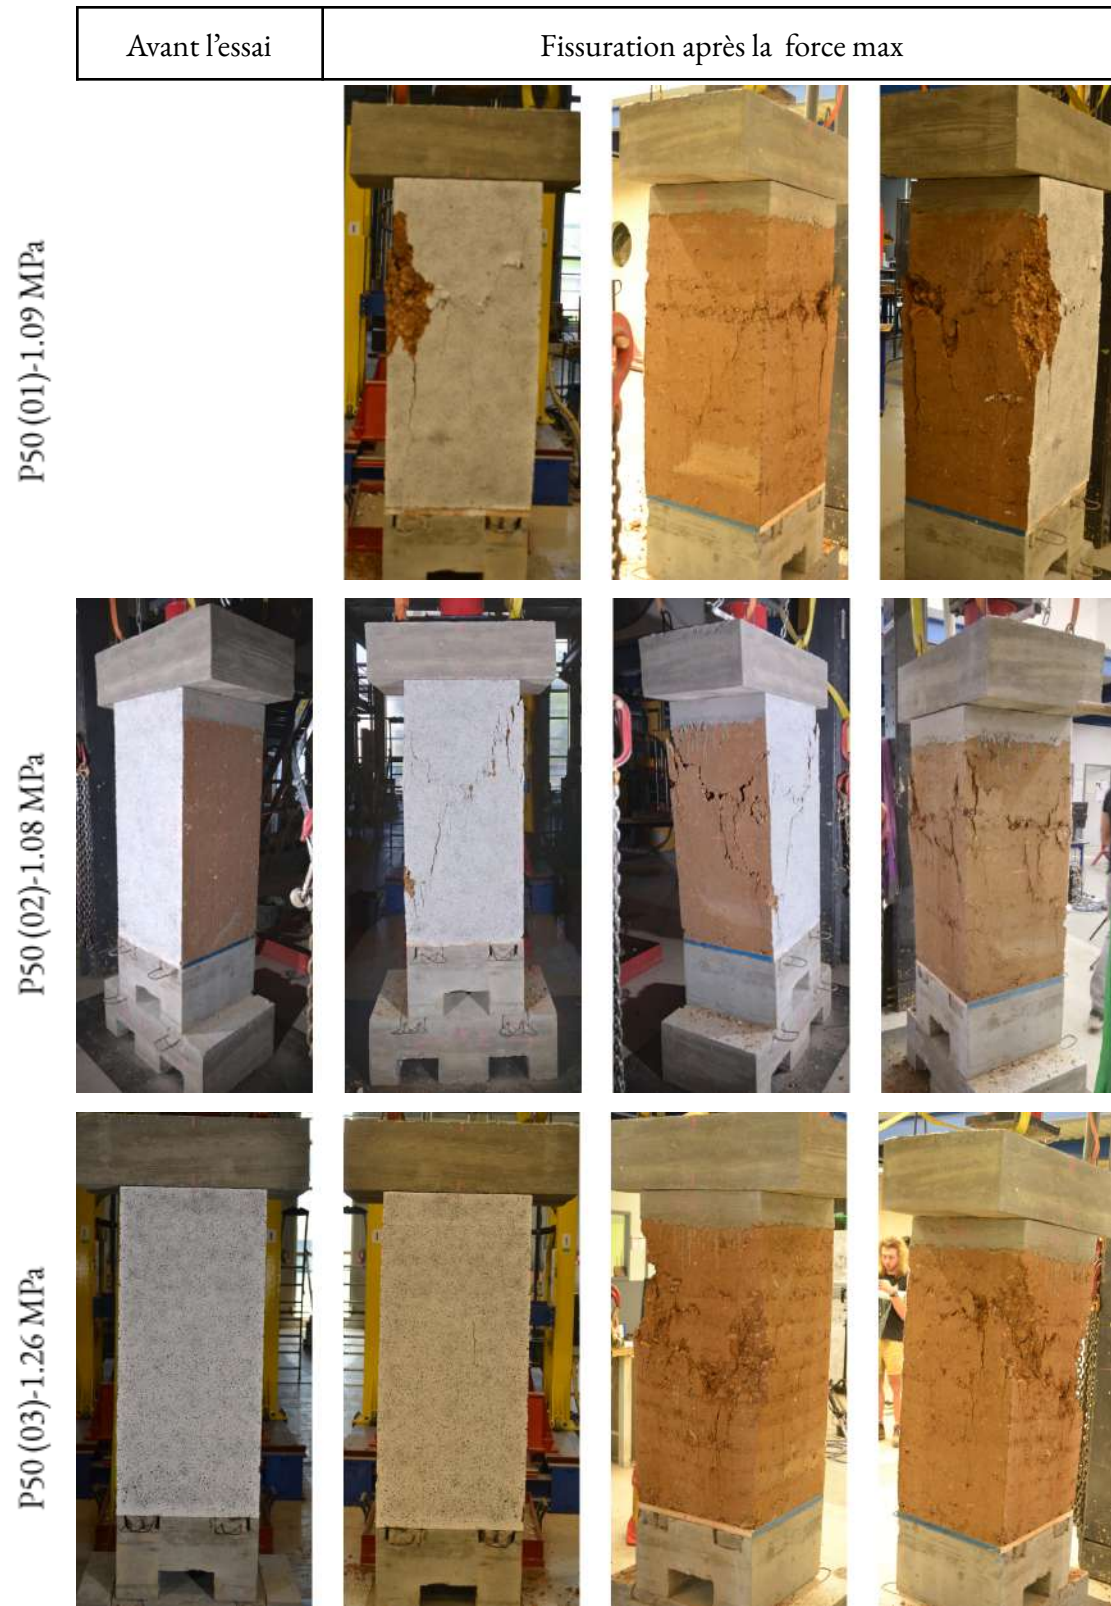 Avant l’essai
Fissuration après la force max
P50 (01)-1.09 MPa
P50 (02)-1.08 MPa
P50 (03)-1.26 MPa